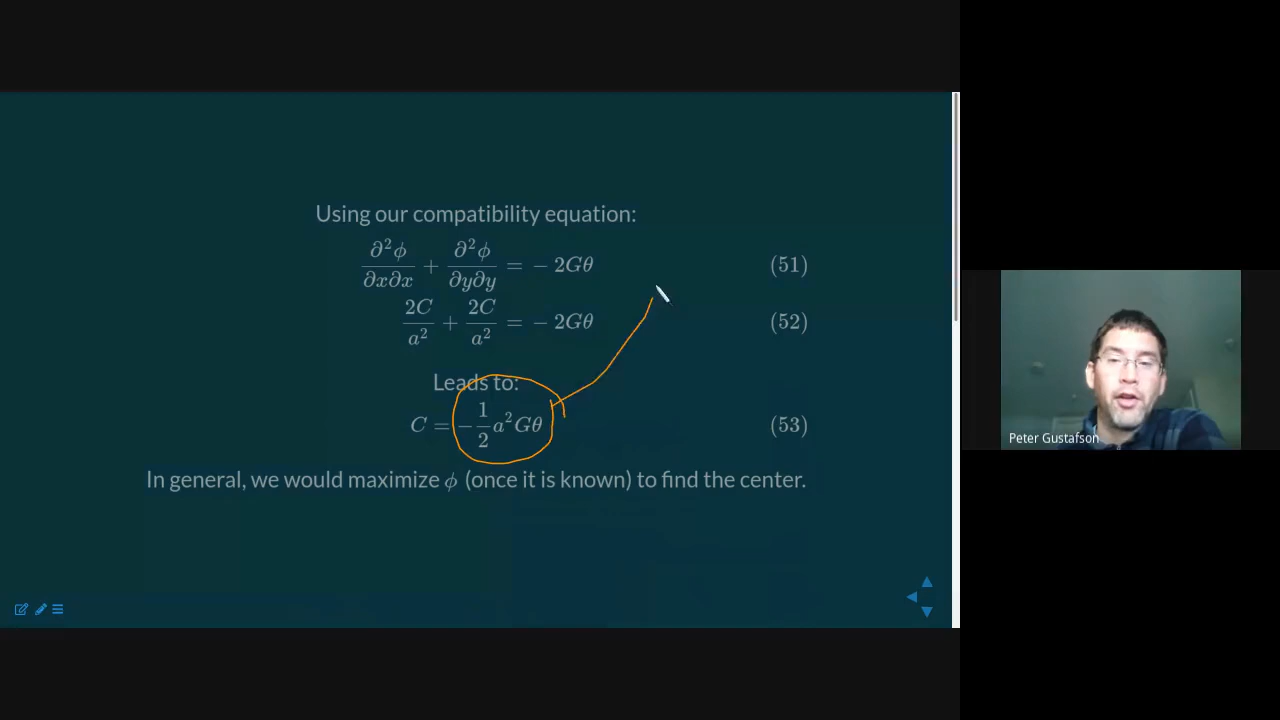 Using our compatibility equation:
∂²ϕ/∂x∂x + ∂²ϕ/∂y∂y = − 2Gθ (51)
2C/a² + 2C/a² = − 2Gθ (52)
Leads to:
C = −1/2 a²Gθ (53)
In general, we would maximize ϕ (once it is known) to find the center.
Peter Gustafson